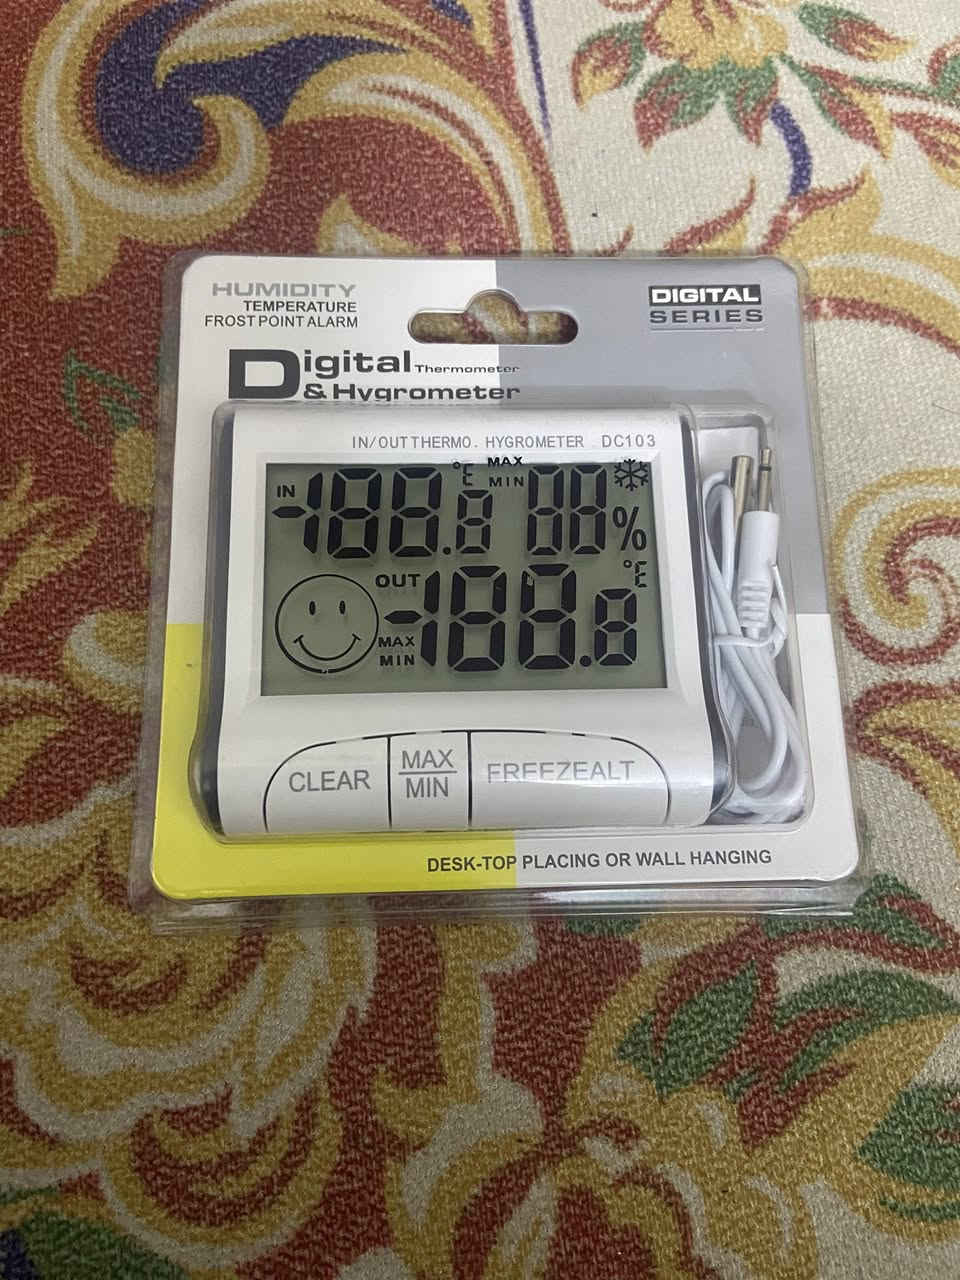 HUMIDITY
TEMPERATURE
FROST POINT ALARM
DIGITAL
SERIES
Digital Thermometer
& Hygrometer
IN/OUT THERMO. HYGROMETER DC103
IN -188.8 °E MAX MIN 88 %
OUT -188.8 °E
MAX
MIN
CLEAR
MAX
MIN
FREEZEALT
DESK-TOP PLACING OR WALL HANGING